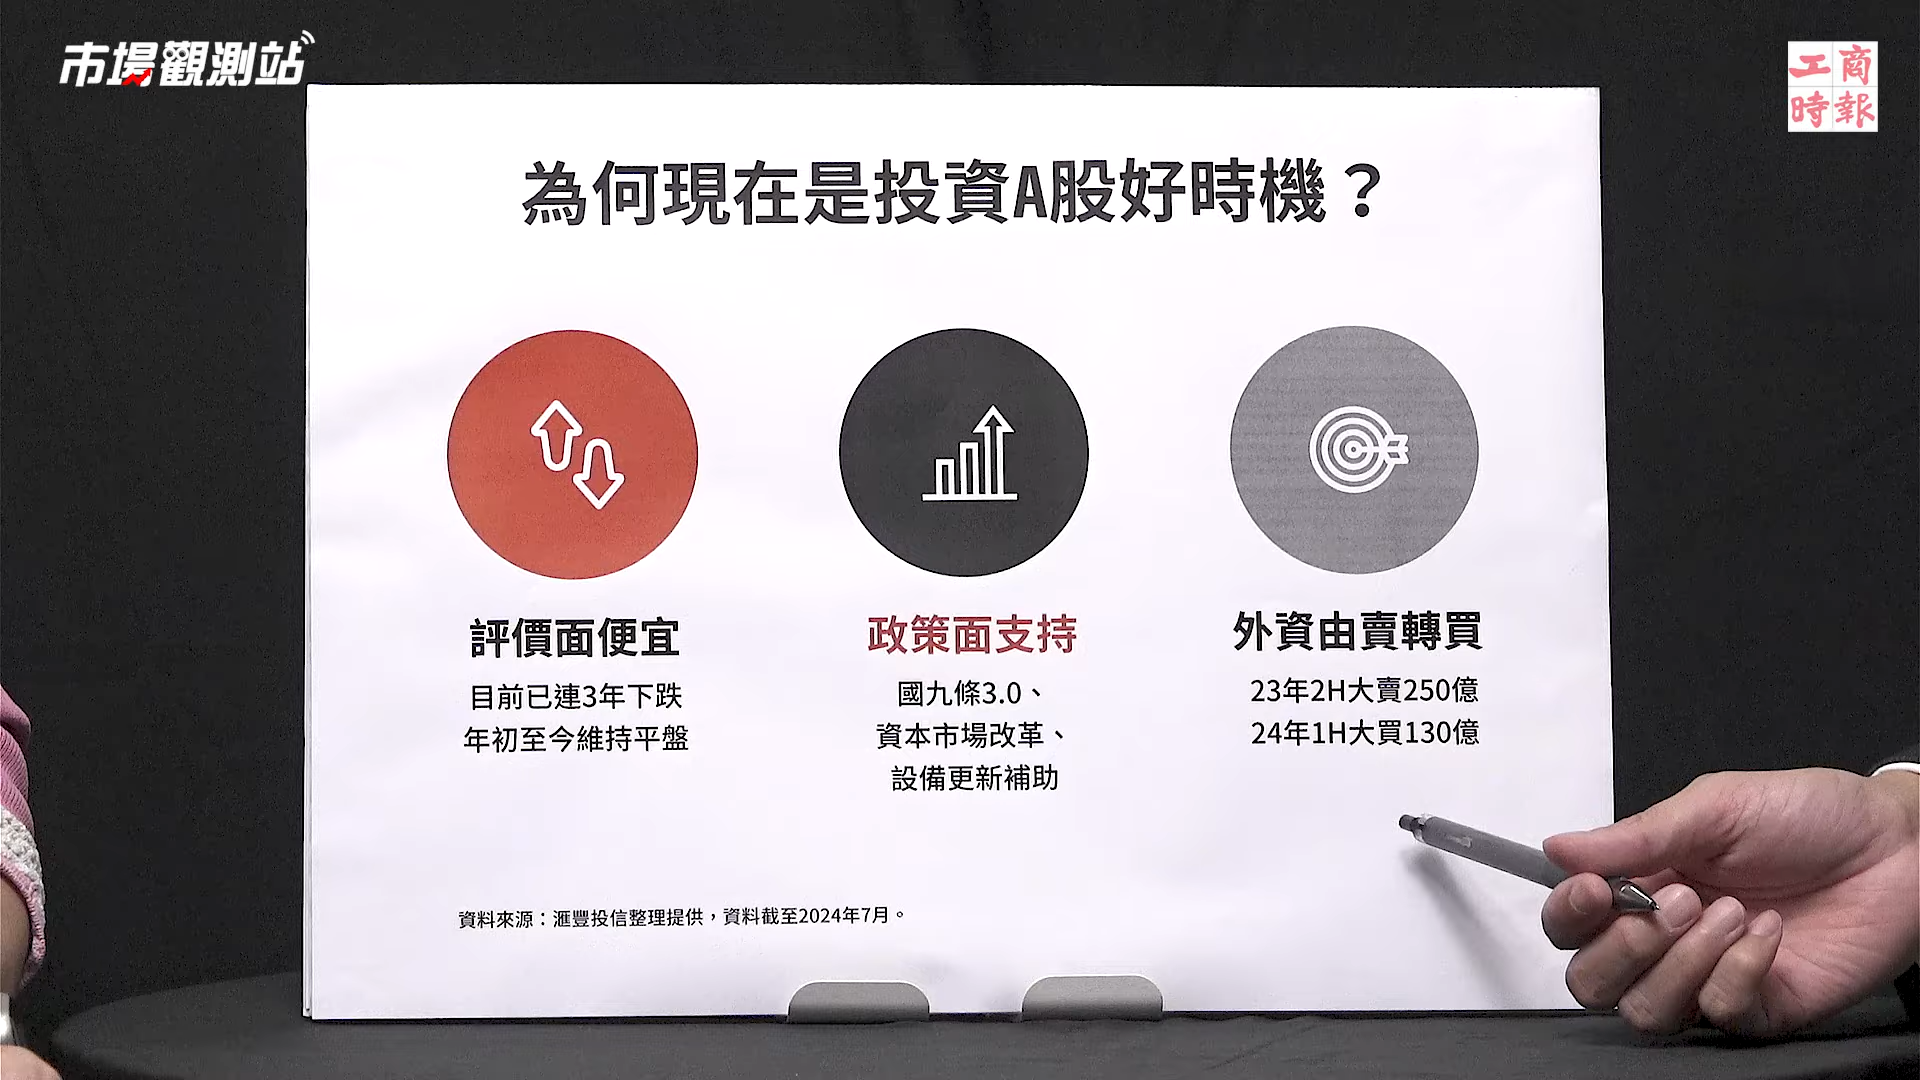 市場觀測站
工商
時報
為何現在是投資A股好時機？
評價面便宜
目前已連3年下跌
年初至今維持平盤
政策面支持
國九條3.0、
資本市場改革、
設備更新補助
外資由賣轉買
23年2H大賣250億
24年1H大買130億
資料來源：滙豐投信整理提供，資料截至2024年7月。